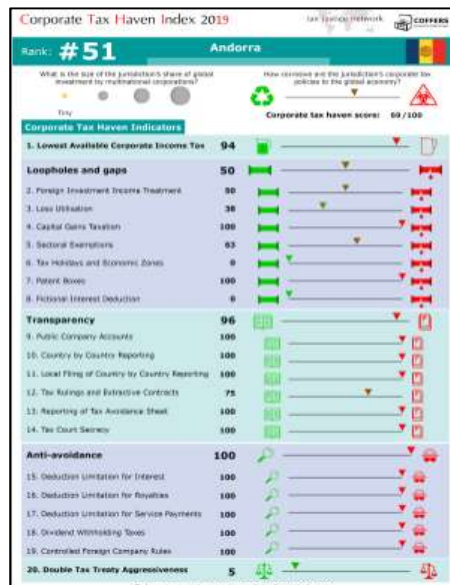 Corporate Tax Haven Index 2019
tax justice network
COFFERS
Rank: #51
Andorra
What is the size of the jurisdiction's share of global
investment by multinational corporations?
Tiny
How corrosive are the jurisdiction's corporate tax
policies to the global economy?
Corporate tax haven score: 69 /100
Corporate Tax Haven Indicators
1. Lowest Available Corporate Income Tax 94
Loopholes and gaps 50
2. Foreign Investment Income Treatment 50
3. Loss Utilisation 38
4. Capital Gains Taxation 100
5. Sectoral Exemptions 63
6. Tax Holidays and Economic Zones 0
7. Patent Boxes 100
8. Fictional Interest Deduction 0
Transparency 96
9. Public Company Accounts 100
10. Country by Country Reporting 100
11. Local Filing of Country by Country Reporting 100
12. Tax Rulings and Extractive Contracts 75
13. Reporting of Tax Avoidance Sheet 100
14. Tax Court Secrecy 100
Anti-avoidance 100
15. Deduction Limitation for Interest 100
16. Deduction Limitation for Royalties 100
17. Deduction Limitation for Service Payments 100
18. Dividend Withholding Taxes 100
19. Controlled Foreign Company Rules 100
20. Double Tax Treaty Aggressiveness 5